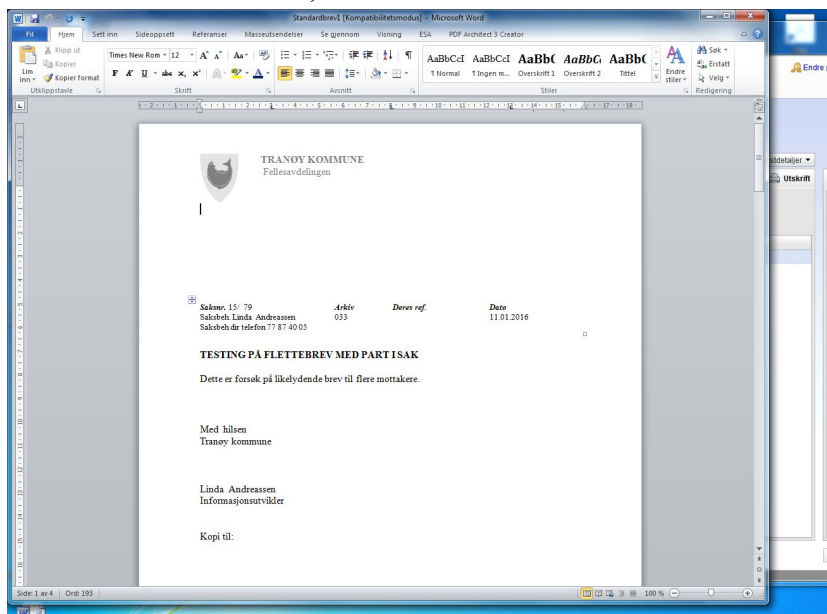 Standardbrev1 [Kompatibilitetsmodus] - Microsoft Word
Fil Hjem Sett inn Sideoppsett Referanser Masseutsendelser Se gjennom Visning ESA PDF Architect 3 Creator
Lim inn
Klipp ut
Kopier
Kopier format
Utklippstavle
Times New Rom 12
F K U abc x, x'
Skrift
Avsnitt
AaBbCcI AaBbCcI AaBb( AaBbCc AaBb(
¶ Normal ¶ Ingen m... Overskrift 1 Overskrift 2 Tittel
Endre stiler
Stiler
Søk
Erstatt
Velg
Redigering
Endre
stdetaljer
Utskrift
TRANØY KOMMUNE
Fellesavdelingen
Saksnr. 15/ 79 Arkiv Deres ref. Dato
Saksbeh. Linda Andreassen 033 11.01.2016
Saksbeh dir telefon 77 87 40 05
TESTING PÅ FLETTEBREV MED PART I SAK
Dette er forsøk på likelydende brev til flere mottakere.
Med hilsen
Tranøy kommune
Linda Andreassen
Informasjonsutvikler
Kopi til:
Side: 1 av 4 Ord: 193 100 %